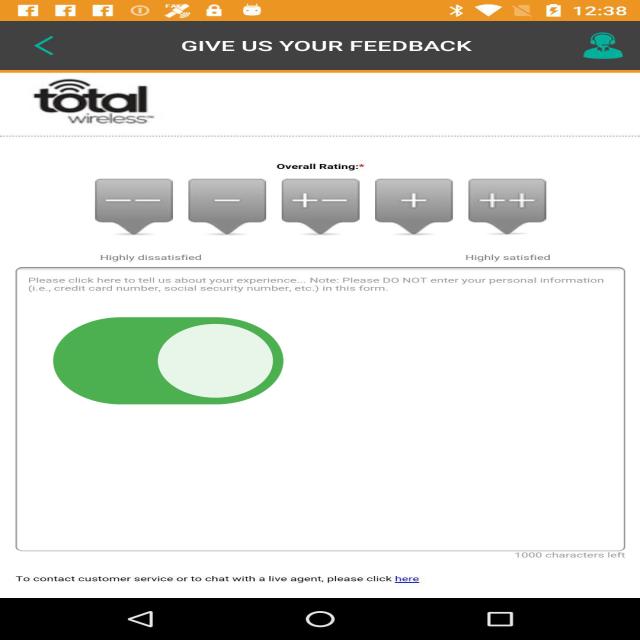 12:38
GIVE US YOUR FEEDBACK
total
wireless™
Overall Rating:*
−− − +− + ++
Highly dissatisfied Highly satisfied
Please click here to tell us about your experience... Note: Please DO NOT enter your personal information
(i.e., credit card number, social security number, etc.) in this form.
1000 characters left
To contact customer service or to chat with a live agent, please click here